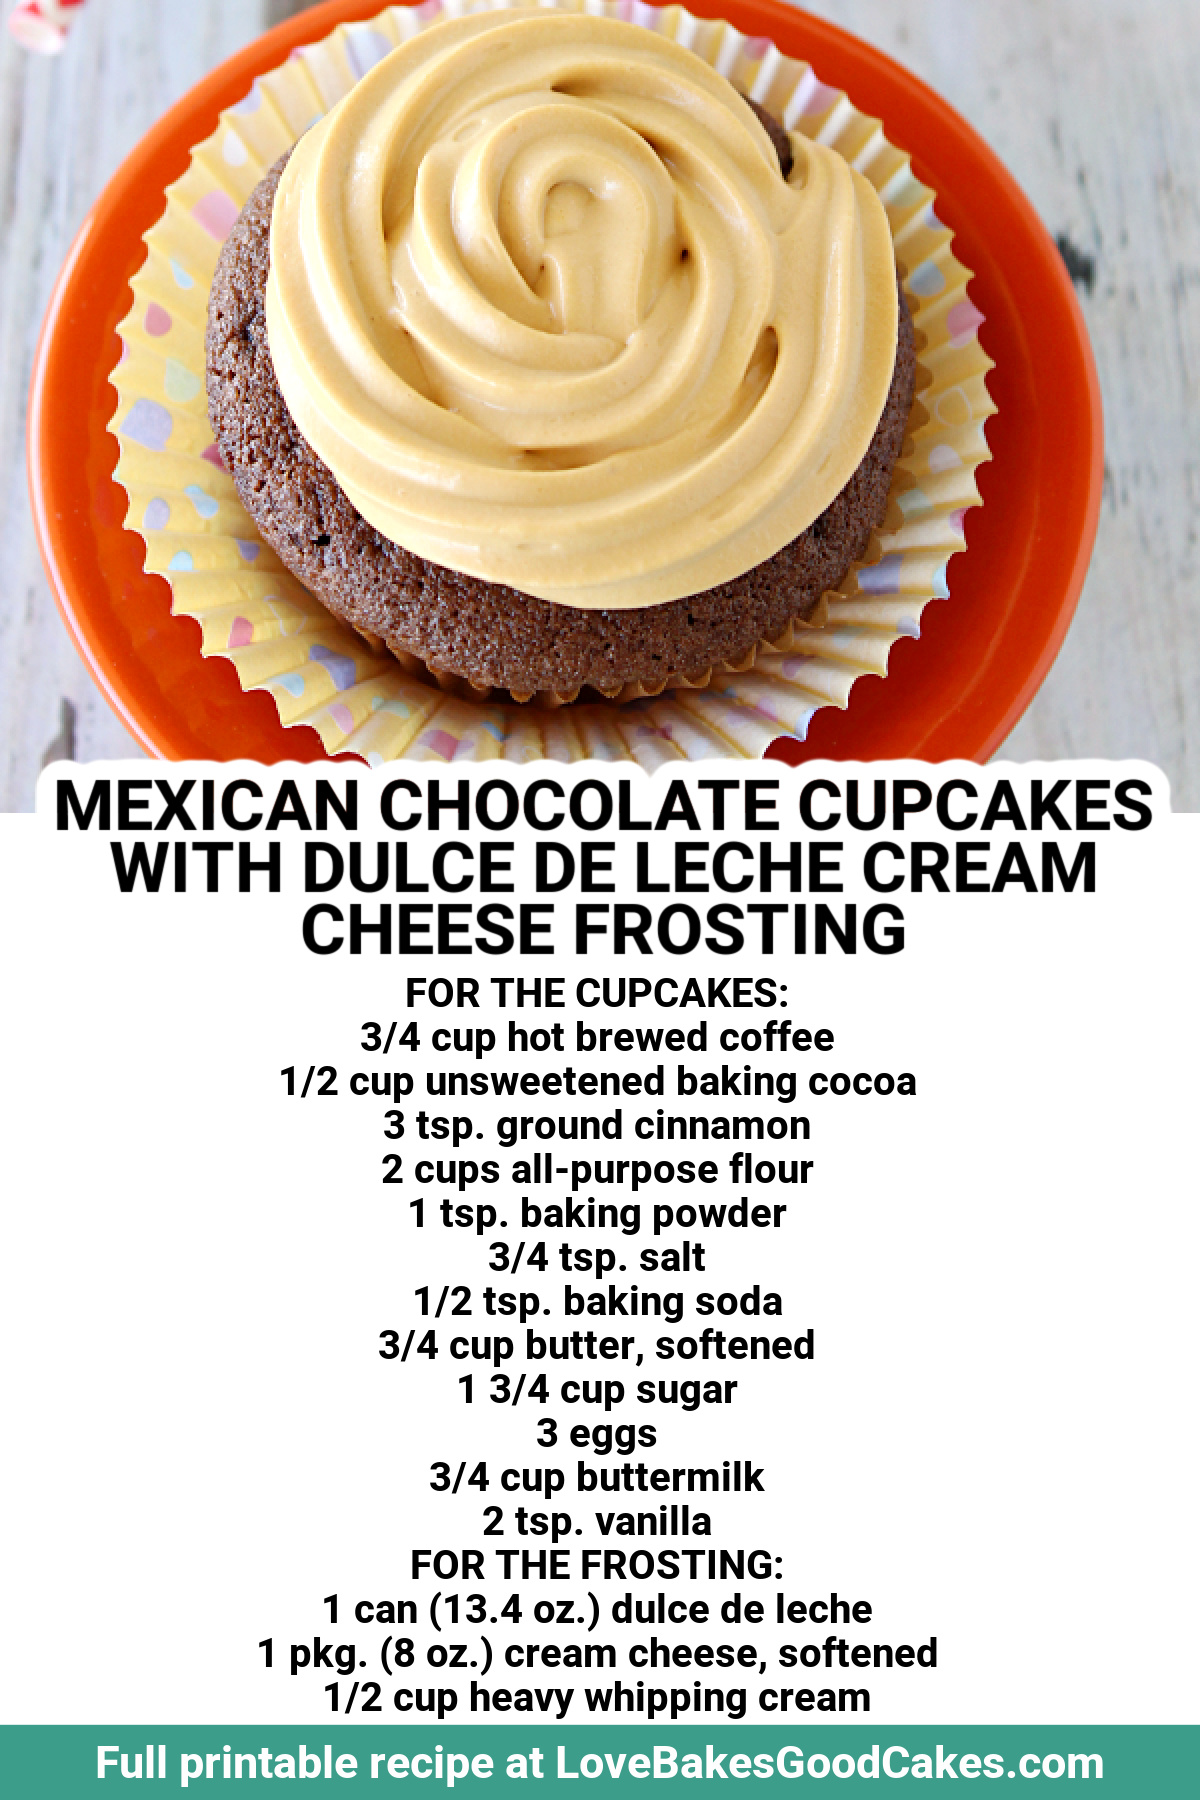 MEXICAN CHOCOLATE CUPCAKES
WITH DULCE DE LECHE CREAM
CHEESE FROSTING
FOR THE CUPCAKES:
3/4 cup hot brewed coffee
1/2 cup unsweetened baking cocoa
3 tsp. ground cinnamon
2 cups all-purpose flour
1 tsp. baking powder
3/4 tsp. salt
1/2 tsp. baking soda
3/4 cup butter, softened
1 3/4 cup sugar
3 eggs
3/4 cup buttermilk
2 tsp. vanilla
FOR THE FROSTING:
1 can (13.4 oz.) dulce de leche
1 pkg. (8 oz.) cream cheese, softened
1/2 cup heavy whipping cream
Full printable recipe at LoveBakesGoodCakes.com